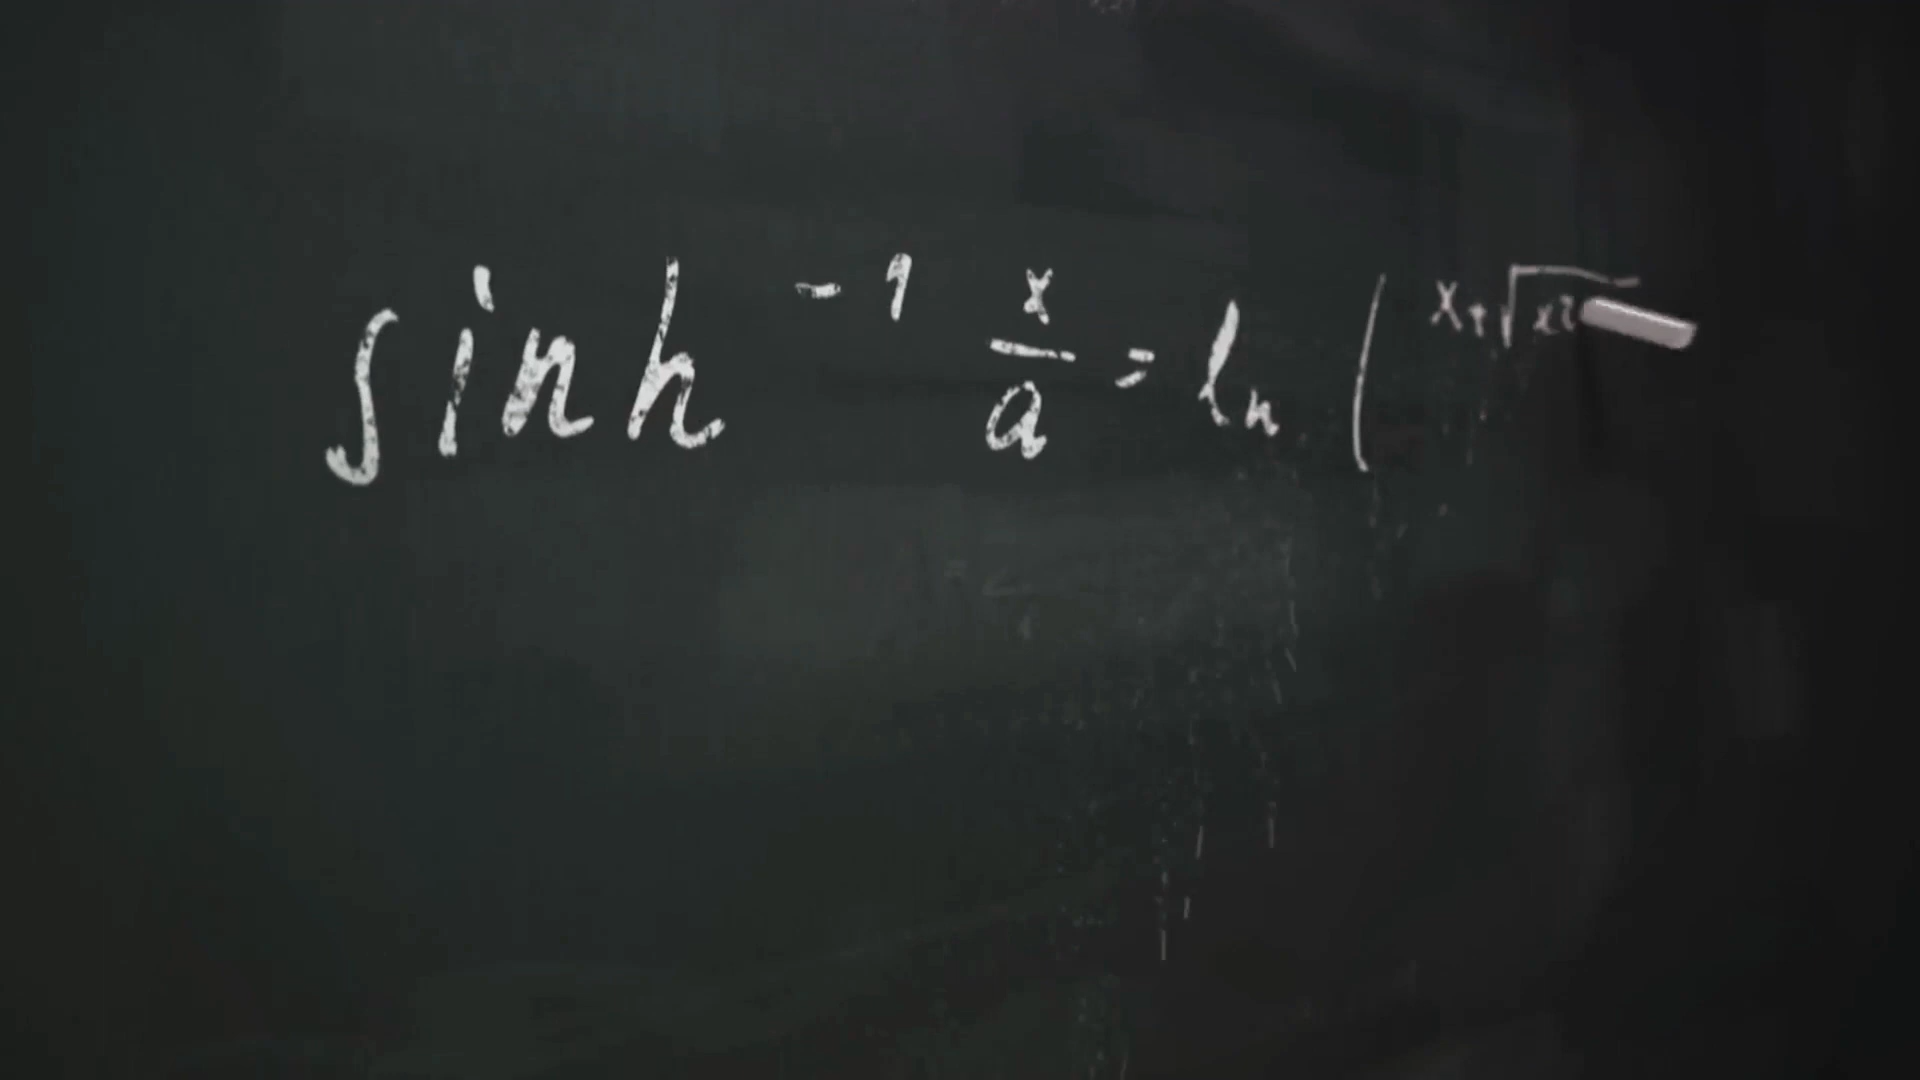 sinh⁻¹ x/a = ln ( x+√x²